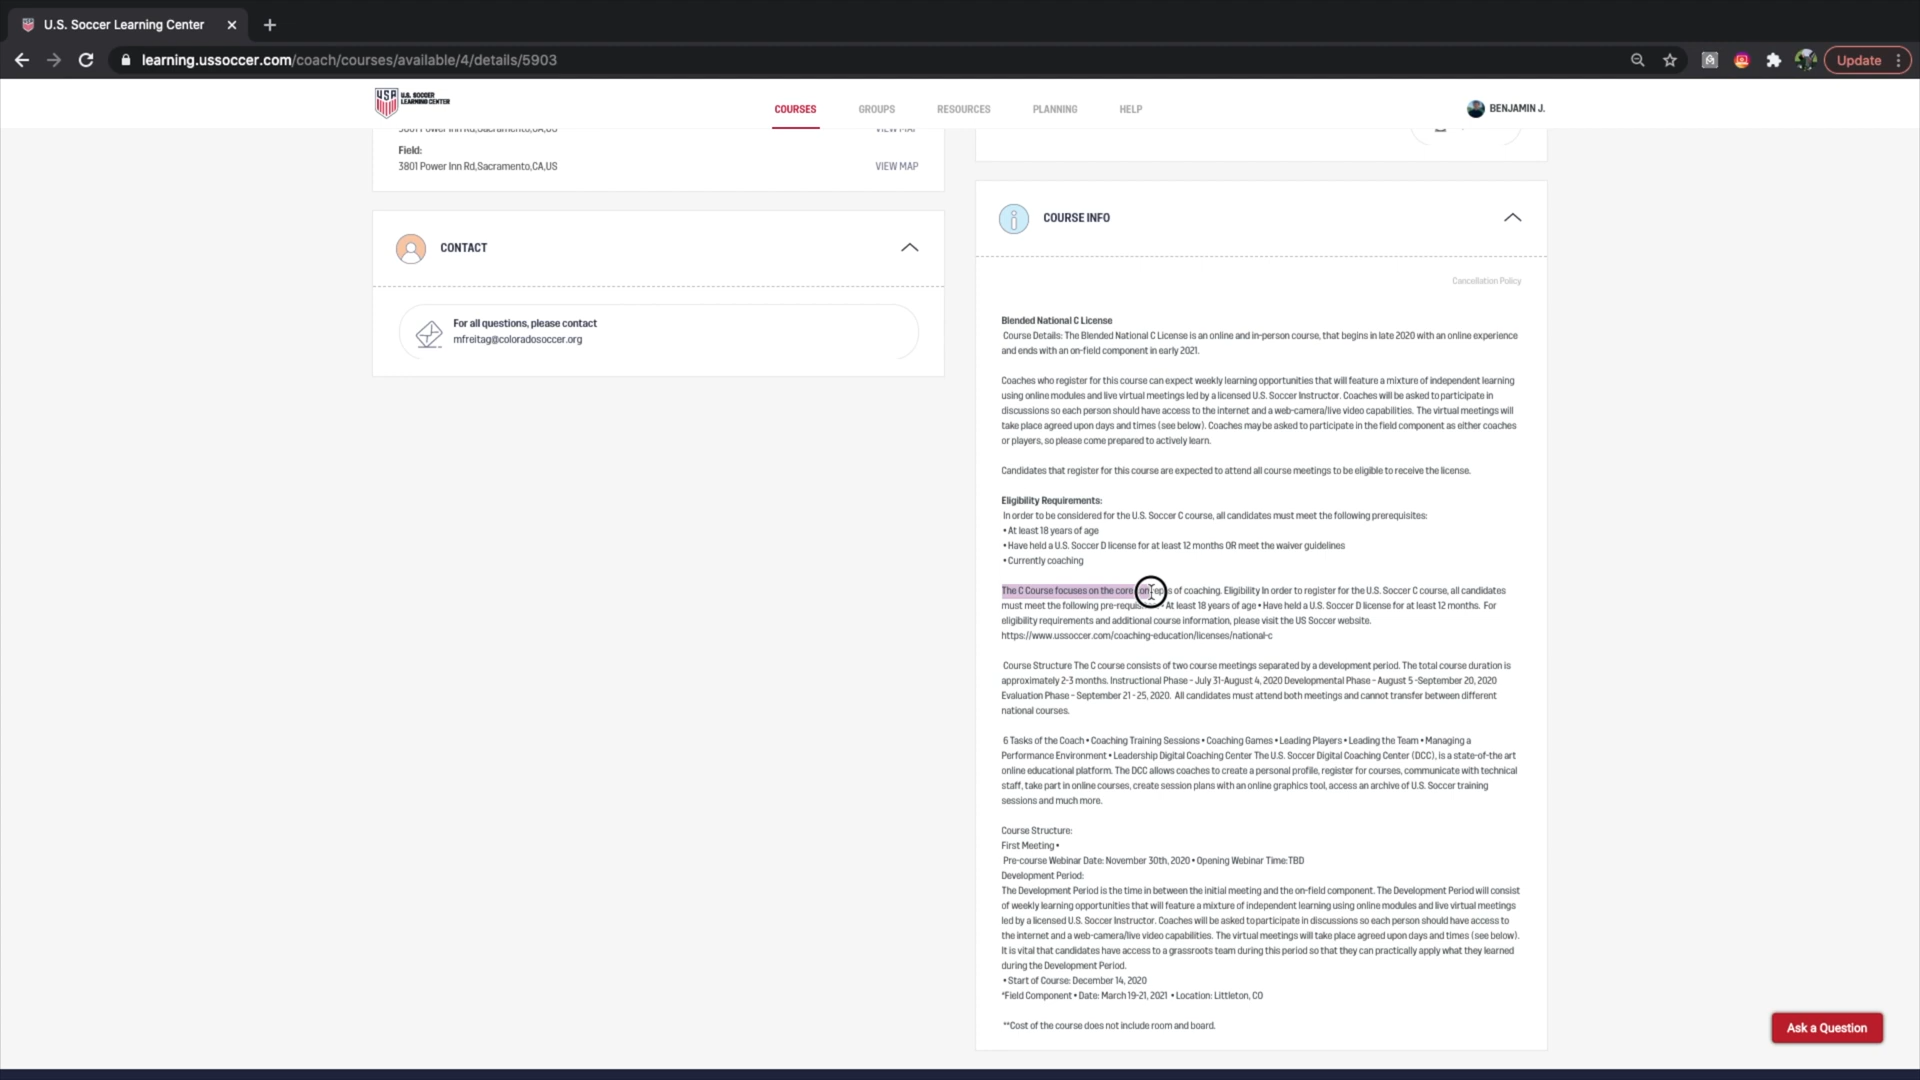 U.S. Soccer Learning Center
learning.ussoccer.com/coach/courses/available/4/details/5903
Update
U.S. SOCCER
LEARNING CENTER
COURSES
GROUPS
RESOURCES
PLANNING
HELP
BENJAMIN J.
3801 Power Inn Rd,Sacramento,CA,US
VIEW MAP
Field:
3801 Power Inn Rd,Sacramento,CA,US
VIEW MAP
CONTACT
For all questions, please contact
mfreitag@coloradosoccer.org
COURSE INFO
Cancellation Policy
Blended National C License
Course Details: The Blended National C License is an online and in-person course, that begins in late 2020 with an online experience
and ends with an on-field component in early 2021.
Coaches who register for this course can expect weekly learning opportunities that will feature a mixture of independent learning
using online modules and live virtual meetings led by a licensed U.S. Soccer Instructor. Coaches will be asked to participate in
discussions so each person should have access to the internet and a web-camera/live video capabilities. The virtual meetings will
take place agreed upon days and times (see below). Coaches may be asked to participate in the field component as either coaches
or players, so please come prepared to actively learn.
Candidates that register for this course are expected to attend all course meetings to be eligible to receive the license.
Eligibility Requirements:
In order to be considered for the U.S. Soccer C course, all candidates must meet the following prerequisites:
• At least 18 years of age
• Have held a U.S. Soccer D license for at least 12 months OR meet the waiver guidelines
• Currently coaching
The C Course focuses on the core concepts of coaching. Eligibility In order to register for the U.S. Soccer C course, all candidates
must meet the following pre-requisites: • At least 18 years of age • Have held a U.S. Soccer D license for at least 12 months. For
eligibility requirements and additional course information, please visit the US Soccer website.
https://www.ussoccer.com/coaching-education/licenses/national-c
Course Structure The C course consists of two course meetings separated by a development period. The total course duration is
approximately 2-3 months. Instructional Phase - July 31-August 4, 2020 Developmental Phase - August 5 -September 20, 2020
Evaluation Phase - September 21 - 25, 2020. All candidates must attend both meetings and cannot transfer between different
national courses.
6 Tasks of the Coach • Coaching Training Sessions • Coaching Games • Leading Players • Leading the Team • Managing a
Performance Environment • Leadership Digital Coaching Center The U.S. Soccer Digital Coaching Center (DCC), is a state-of-the art
online educational platform. The DCC allows coaches to create a personal profile, register for courses, communicate with technical
staff, take part in online courses, create session plans with an online graphics tool, access an archive of U.S. Soccer training
sessions and much more.
Course Structure:
First Meeting •
Pre-course Webinar Date: November 30th, 2020 • Opening Webinar Time:TBD
Development Period:
The Development Period is the time in between the initial meeting and the on-field component. The Development Period will consist
of weekly learning opportunities that will feature a mixture of independent learning using online modules and live virtual meetings
led by a licensed U.S. Soccer Instructor. Coaches will be asked to participate in discussions so each person should have access to
the internet and a web-camera/live video capabilities. The virtual meetings will take place agreed upon days and times (see below).
It is vital that candidates have access to a grassroots team during this period so that they can practically apply what they learned
during the Development Period.
• Start of Course: December 14, 2020
*Field Component • Date: March 19-21, 2021 • Location: Littleton, CO
**Cost of the course does not include room and board.
Ask a Question